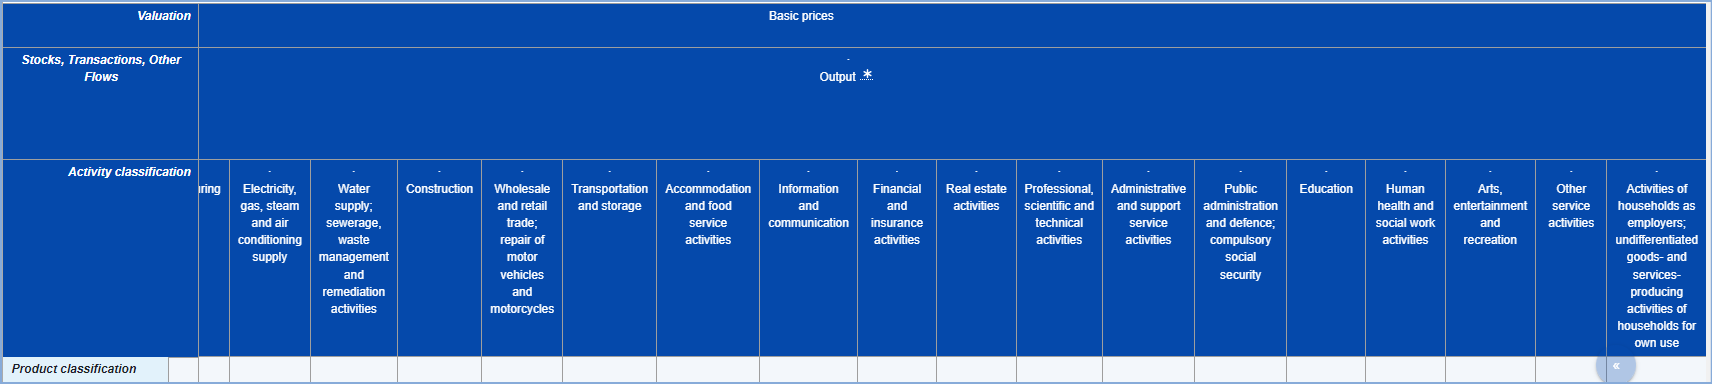 Valuation
Basic prices
Stocks, Transactions, Other
Flows
-
Output *
Activity classification
uring
-
Electricity,
gas, steam
and air
conditioning
supply
-
Water
supply;
sewerage,
waste
management
and
remediation
activities
-
Construction
-
Wholesale
and retail
trade;
repair of
motor
vehicles
and
motorcycles
-
Transportation
and storage
-
Accommodation
and food
service
activities
-
Information
and
communication
-
Financial
and
insurance
activities
-
Real estate
activities
-
Professional,
scientific and
technical
activities
-
Administrative
and support
service
activities
-
Public
administration
and defence;
compulsory
social
security
-
Education
-
Human
health and
social work
activities
-
Arts,
entertainment
and
recreation
-
Other
service
activities
-
Activities of
households as
employers;
undifferentiated
goods- and
services-
producing
activities of
households for
own use
Product classification
«